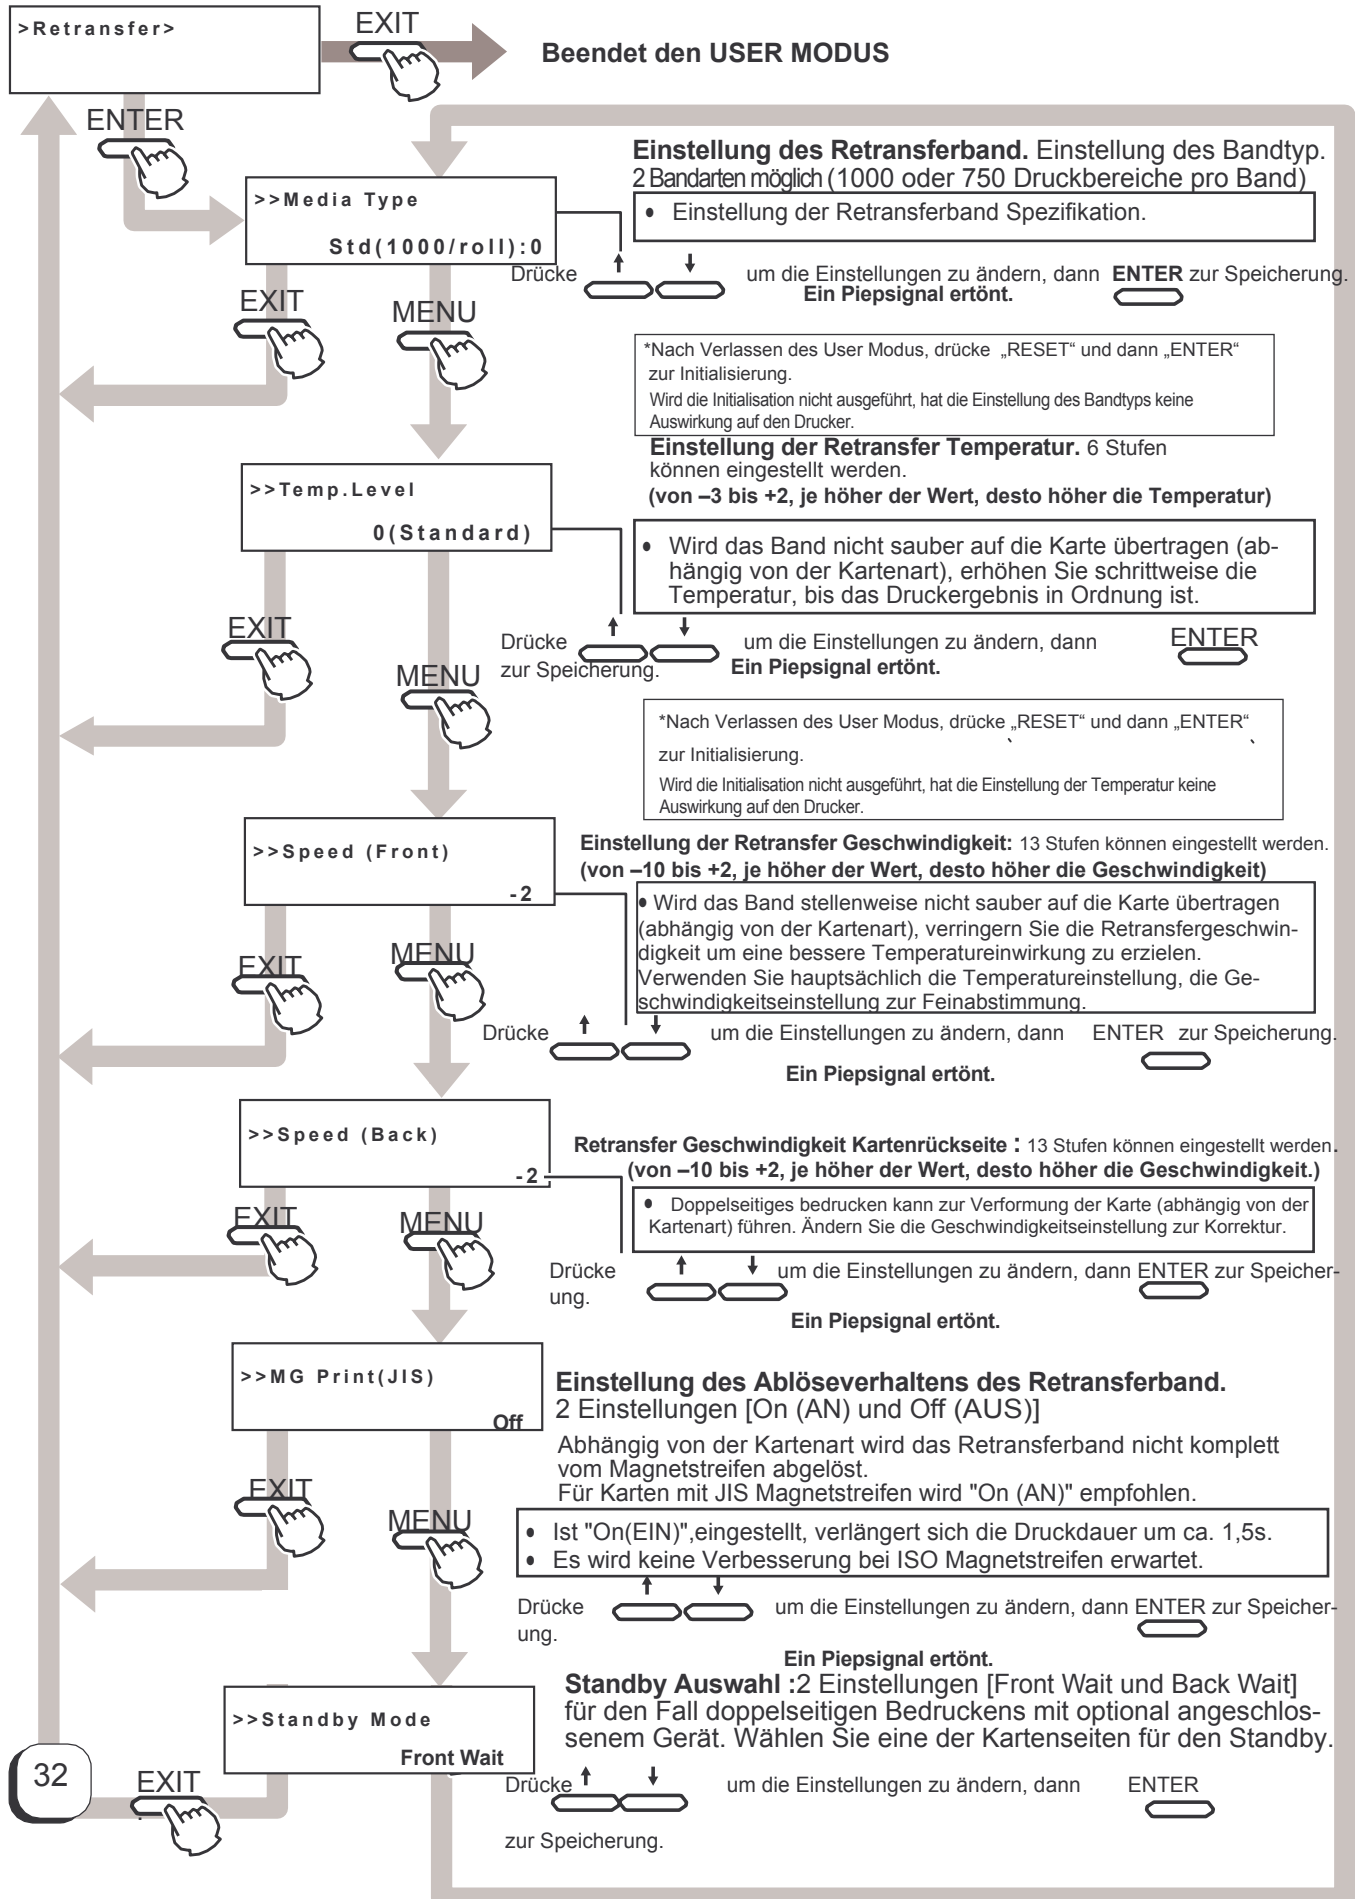 >Retransfer>
EXIT
Beendet den USER MODUS
ENTER
Einstellung des Retransferband. Einstellung des Bandtyp.
2 Bandarten möglich (1000 oder 750 Druckbereiche pro Band)
>>Media Type
Std(1000/roll):0
• Einstellung der Retransferband Spezifikation.
Drücke um die Einstellungen zu ändern, dann ENTER zur Speicherung.
Ein Piepsignal ertönt.
EXIT
MENU
*Nach Verlassen des User Modus, drücke „RESET“ und dann „ENTER“
zur Initialisierung.
Wird die Initialisation nicht ausgeführt, hat die Einstellung des Bandtyps keine
Auswirkung auf den Drucker.
Einstellung der Retransfer Temperatur. 6 Stufen
können eingestellt werden.
(von –3 bis +2, je höher der Wert, desto höher die Temperatur)
>>Temp.Level
0(Standard)
• Wird das Band nicht sauber auf die Karte übertragen (ab-
hängig von der Kartenart), erhöhen Sie schrittweise die
Temperatur, bis das Druckergebnis in Ordnung ist.
Drücke um die Einstellungen zu ändern, dann ENTER
zur Speicherung. Ein Piepsignal ertönt.
EXIT
MENU
*Nach Verlassen des User Modus, drücke „RESET“ und dann „ENTER“
zur Initialisierung.
Wird die Initialisation nicht ausgeführt, hat die Einstellung der Temperatur keine
Auswirkung auf den Drucker.
>>Speed (Front)
-2
Einstellung der Retransfer Geschwindigkeit: 13 Stufen können eingestellt werden.
(von –10 bis +2, je höher der Wert, desto höher die Geschwindigkeit)
• Wird das Band stellenweise nicht sauber auf die Karte übertragen
(abhängig von der Kartenart), verringern Sie die Retransfergeschwin-
digkeit um eine bessere Temperatureinwirkung zu erzielen.
Verwenden Sie hauptsächlich die Temperatureinstellung, die Ge-
schwindigkeitseinstellung zur Feinabstimmung.
EXIT
MENU
Drücke um die Einstellungen zu ändern, dann ENTER zur Speicherung.
Ein Piepsignal ertönt.
>>Speed (Back)
-2
Retransfer Geschwindigkeit Kartenrückseite : 13 Stufen können eingestellt werden.
(von –10 bis +2, je höher der Wert, desto höher die Geschwindigkeit.)
• Doppelseitiges bedrucken kann zur Verformung der Karte (abhängig von der
Kartenart) führen. Ändern Sie die Geschwindigkeitseinstellung zur Korrektur.
EXIT
MENU
Drücke um die Einstellungen zu ändern, dann ENTER zur Speicher-
ung.
Ein Piepsignal ertönt.
>>MG Print(JIS)
Off
Einstellung des Ablöseverhaltens des Retransferband.
2 Einstellungen [On (AN) und Off (AUS)]
Abhängig von der Kartenart wird das Retransferband nicht komplett
vom Magnetstreifen abgelöst.
Für Karten mit JIS Magnetstreifen wird "On (AN)" empfohlen.
EXIT
MENU
• Ist "On(EIN)",eingestellt, verlängert sich die Druckdauer um ca. 1,5s.
• Es wird keine Verbesserung bei ISO Magnetstreifen erwartet.
Drücke um die Einstellungen zu ändern, dann ENTER zur Speicher-
ung.
Ein Piepsignal ertönt.
Standby Auswahl :2 Einstellungen [Front Wait und Back Wait]
für den Fall doppelseitigen Bedruckens mit optional angeschlos-
senem Gerät. Wählen Sie eine der Kartenseiten für den Standby.
>>Standby Mode
Front Wait
32
EXIT
Drücke um die Einstellungen zu ändern, dann ENTER
zur Speicherung.